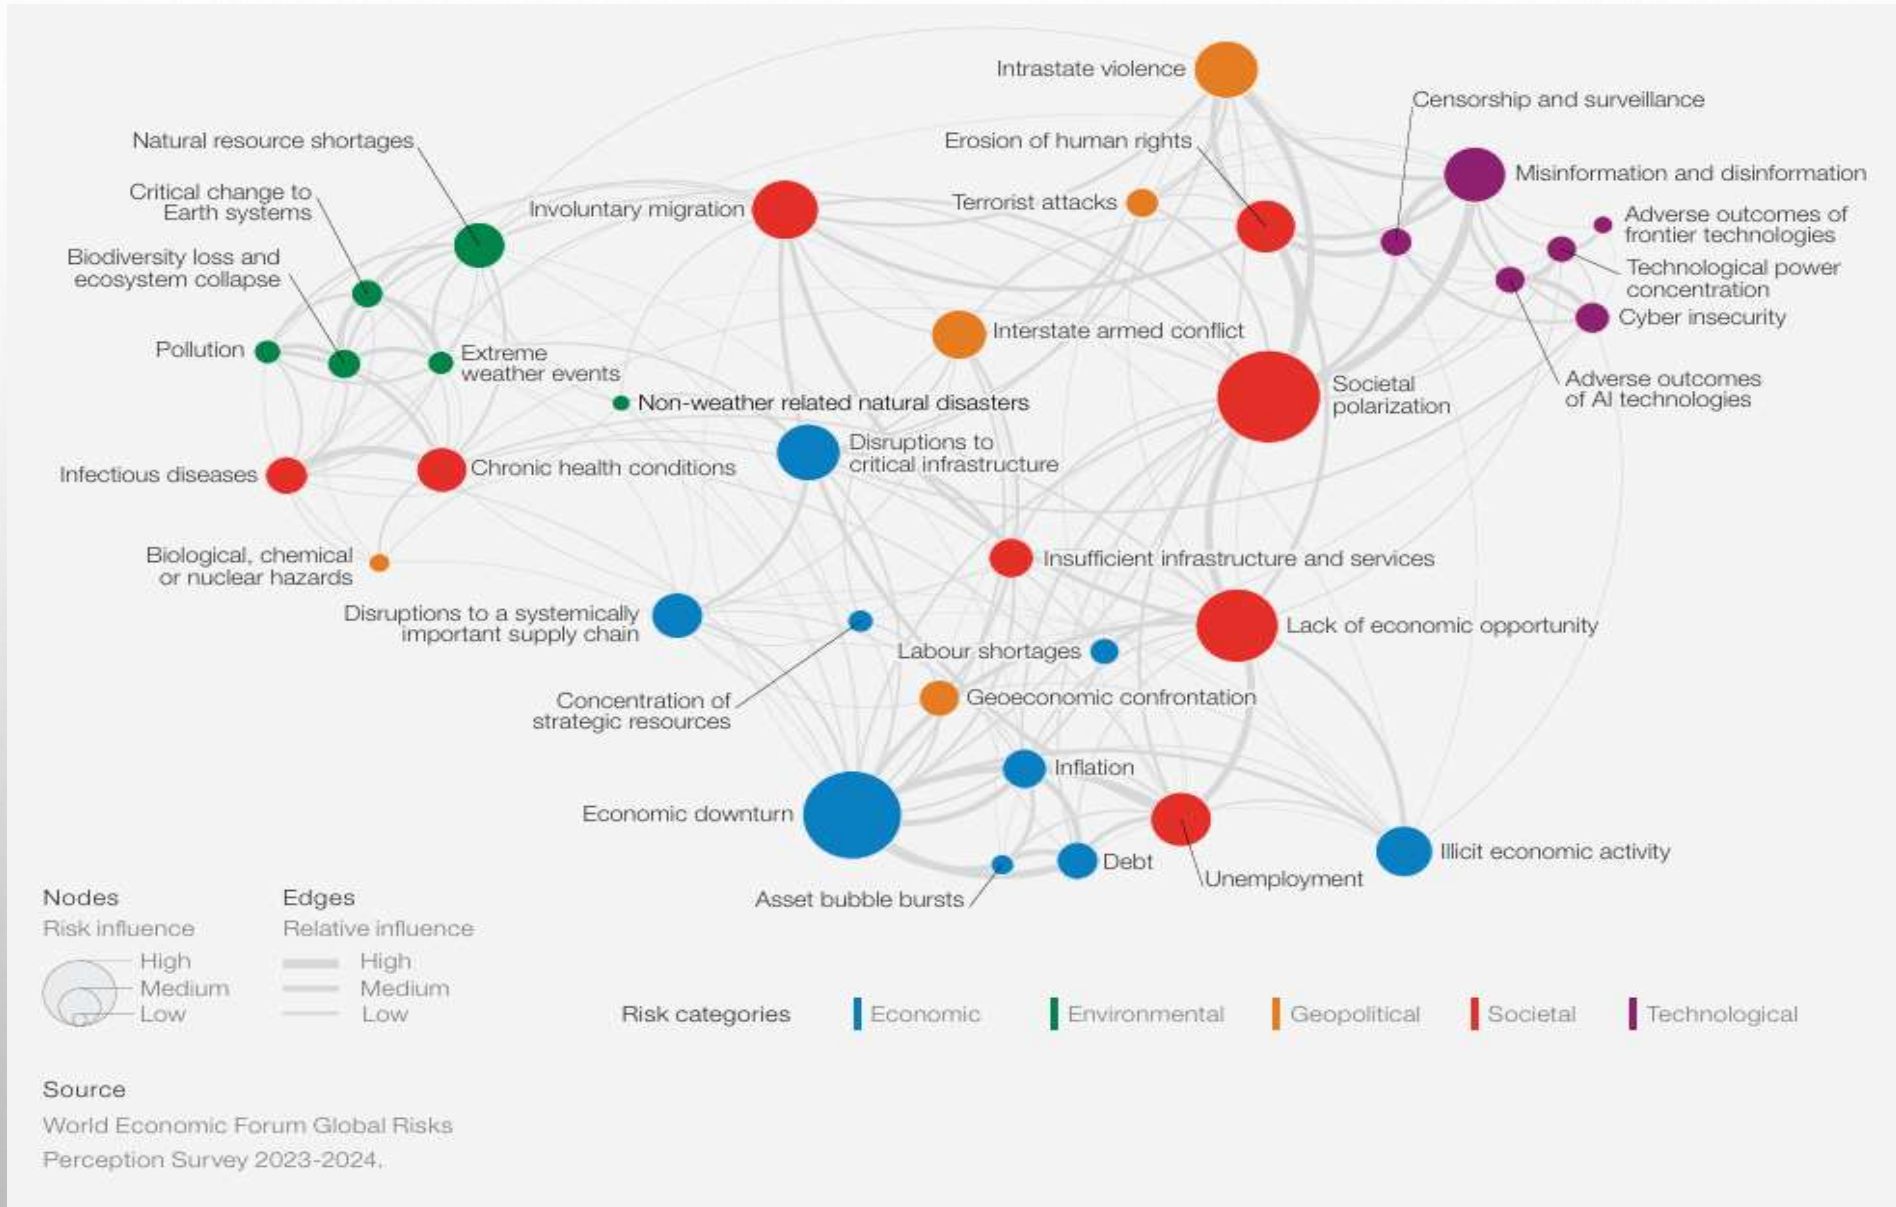 Intrastate violence
Censorship and surveillance
Natural resource shortages
Erosion of human rights
Misinformation and disinformation
Critical change to
Earth systems
Involuntary migration
Terrorist attacks
Adverse outcomes of
frontier technologies
Biodiversity loss and
ecosystem collapse
Technological power
concentration
Cyber insecurity
Interstate armed conflict
Pollution
Extreme
weather events
Societal
polarization
Adverse outcomes
of AI technologies
Non-weather related natural disasters
Disruptions to
critical infrastructure
Infectious diseases
Chronic health conditions
Biological, chemical
or nuclear hazards
Insufficient infrastructure and services
Disruptions to a systemically
important supply chain
Lack of economic opportunity
Labour shortages
Concentration of
strategic resources
Geoeconomic confrontation
Inflation
Economic downturn
Debt
Illicit economic activity
Unemployment
Asset bubble bursts
Nodes
Risk influence
High
Medium
Low
Edges
Relative influence
High
Medium
Low
Risk categories
Economic
Environmental
Geopolitical
Societal
Technological
Source
World Economic Forum Global Risks
Perception Survey 2023-2024.